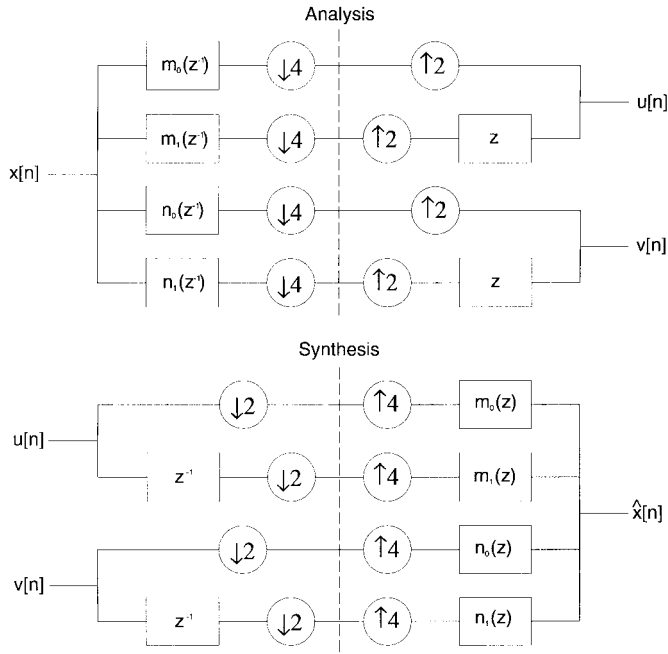 Analysis
m₀(z⁻¹) ↓4 ↑2
u[n]
m₁(z⁻¹) ↓4 ↑2 z
x[n]
n₀(z⁻¹) ↓4 ↑2
v[n]
n₁(z⁻¹) ↓4 ↑2 z
Synthesis
↓2 ↑4 m₀(z)
u[n]
z⁻¹ ↓2 ↑4 m₁(z)
x̂[n]
↓2 ↑4 n₀(z)
v[n]
z⁻¹ ↓2 ↑4 n₁(z)